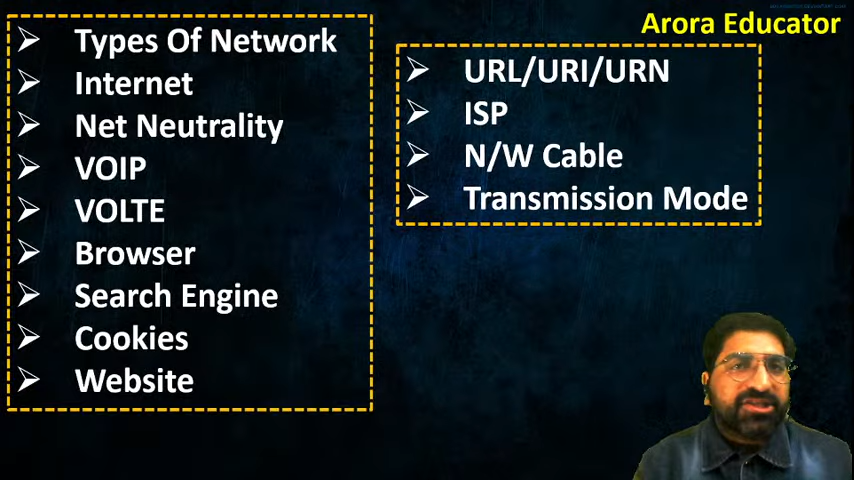 Arora Educator
Types Of Network
Internet
Net Neutrality
VOIP
VOLTE
Browser
Search Engine
Cookies
Website
URL/URI/URN
ISP
N/W Cable
Transmission Mode